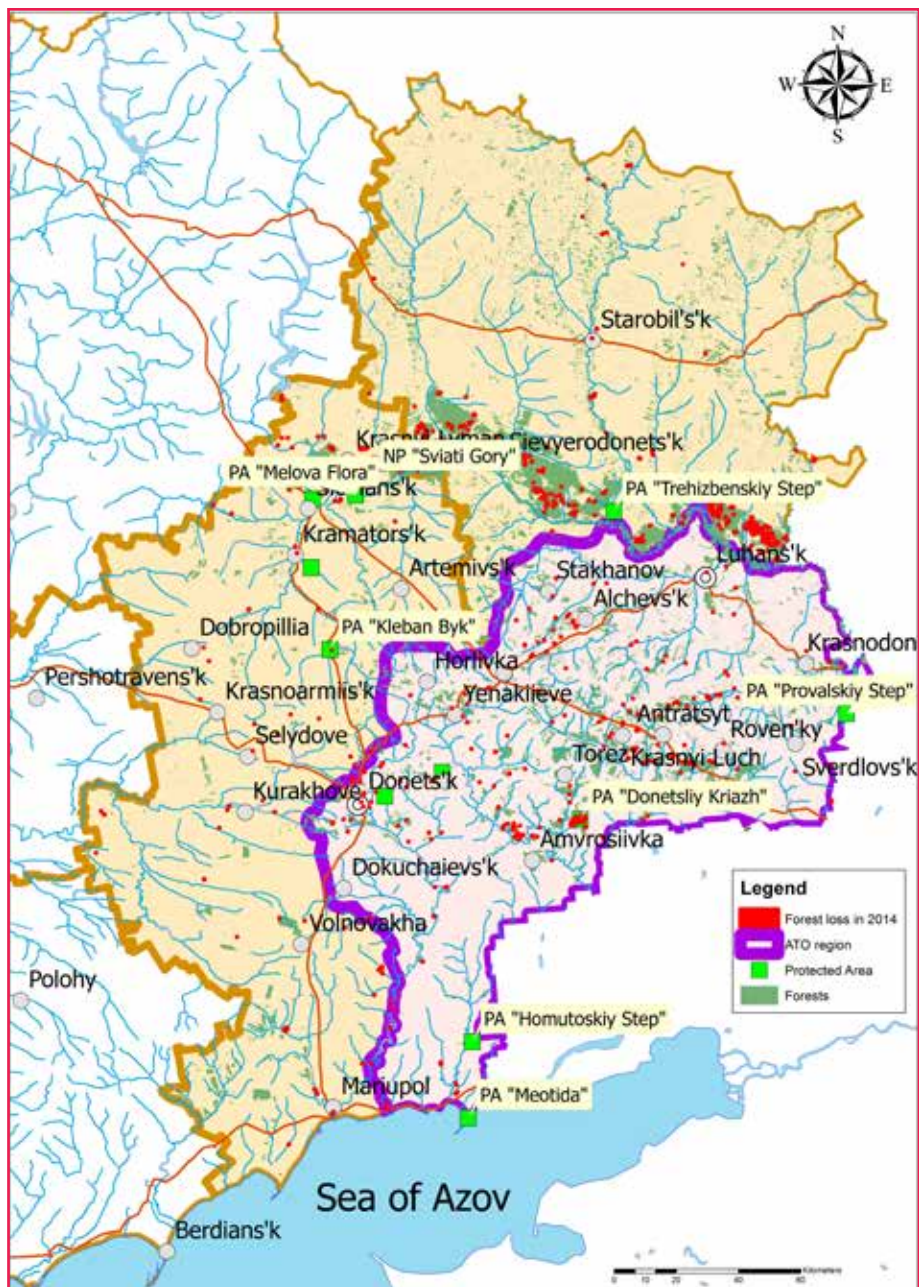 N
W E
S
Starobil's'k
Krasnyi Lyman
Sievyerodonets'k
NP "Sviati Gory"
PA "Melova Flora"
PA "Trehizbenskiy Step"
Kramators'k
Luhans'k
Artemivs'k
Stakhanov
Alchevs'k
Dobropillia
PA "Kleban Byk"
Horlivka
Krasnodon
Pershotravens'k
Krasnoarmiis'k
Yenakiieve
PA "Provalskiy Step"
Antratsyt
Roven'ky
Selydove
Torez
Krasnyi Luch
Sverdlovs'k
Donets'k
Kurakhove
PA "Donetsliy Kriazh"
Amvrosiivka
Dokuchaievs'k
Volnovakha
Legend
Forest loss in 2014
ATO region
Protected Area
Forests
Polohy
PA "Homutoskiy Step"
Mariupol
PA "Meotida"
Sea of Azov
Berdians'k
Kilometers